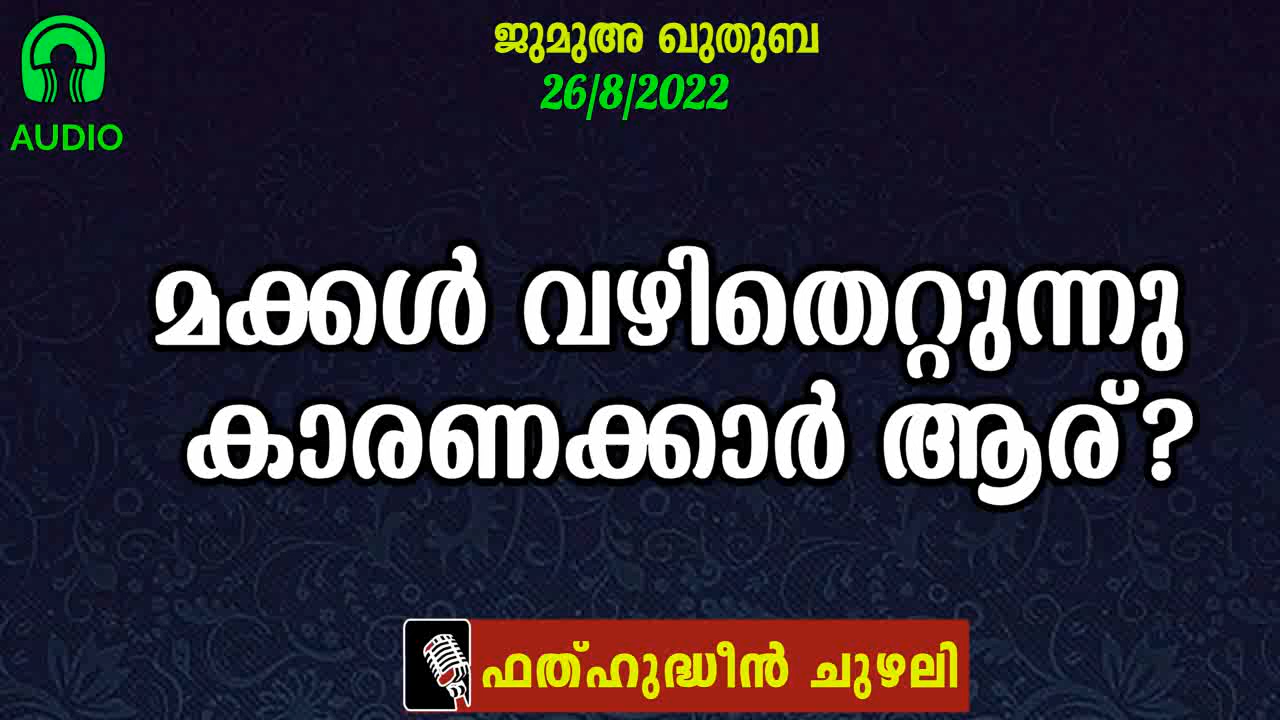 ജുമുഅ ഖുതുബ
26/8/2022
AUDIO
മക്കൾ വഴിതെറ്റുന്നു
കാരണക്കാർ ആര്?
ഫത്ഹുദ്ധീൻ ചുഴലി